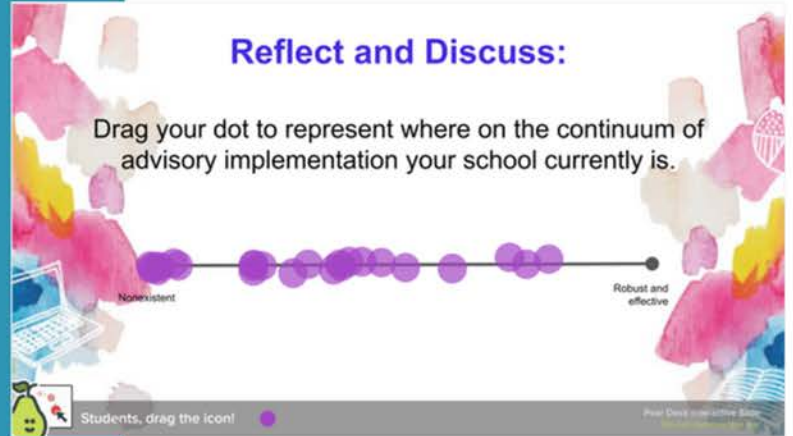 Reflect and Discuss:
Drag your dot to represent where on the continuum of
advisory implementation your school currently is.
Nonexistent
Robust and
effective
Students, drag the icon!
Pear Deck Interactive Slide